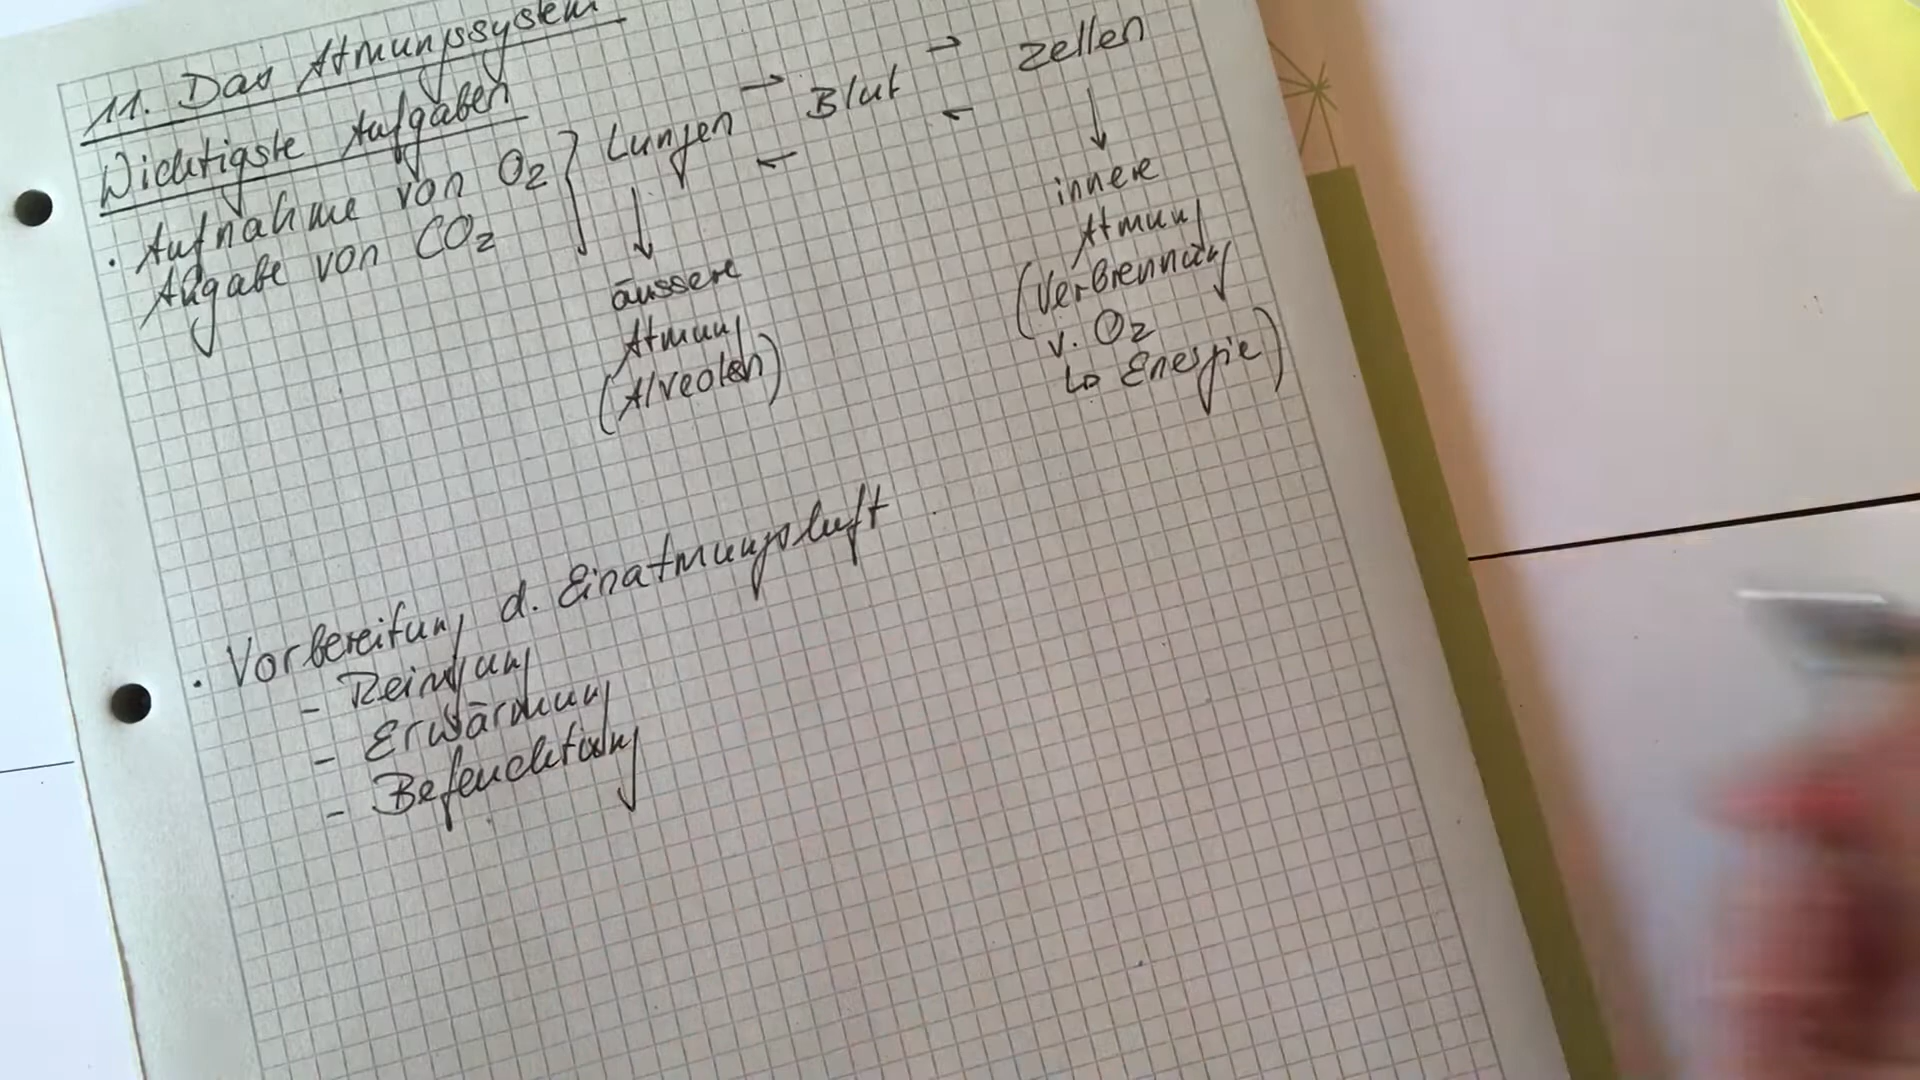 11. Das Atmungssystem
Wichtigste Aufgaben
· Aufnahme von O2 } Lungen → Blut → Zellen
Abgabe von CO2 ← ←
↓ ↓
äussere
Atmung
(Alveolen)
innere
Atmung
(Verbrennung
v. O2
↳ Energie)
· Vorbereitung d. Einatmungsluft
- Reinigung
- Erwärmung
- Befeuchtung